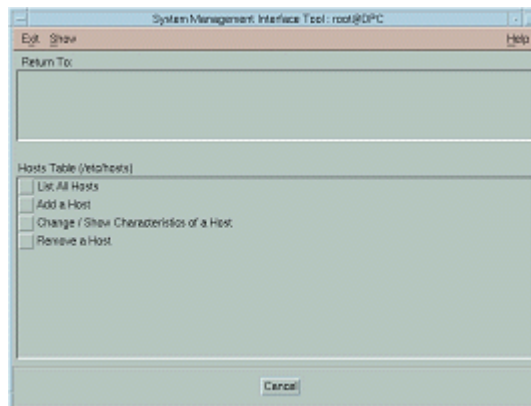 System Management Interface Tool : root@DPC
Exit Show Help
Return To:
Hosts Table (/etc/hosts)
List All Hosts
Add a Host
Change / Show Characteristics of a Host
Remove a Host
Cancel